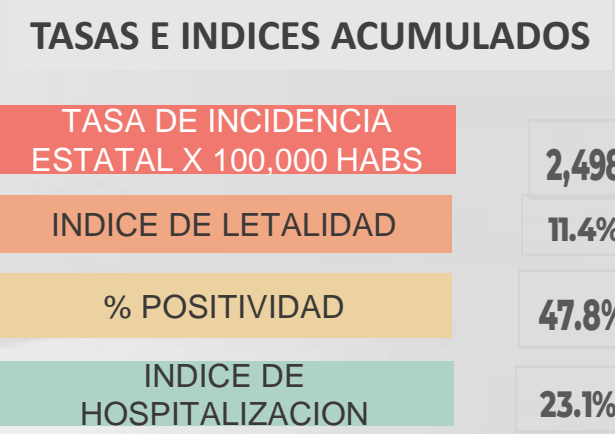 TASAS E INDICES ACUMULADOS
TASA DE INCIDENCIA
ESTATAL X 100,000 HABS
2,498
INDICE DE LETALIDAD
11.4%
% POSITIVIDAD
47.8%
INDICE DE
HOSPITALIZACION
23.1%